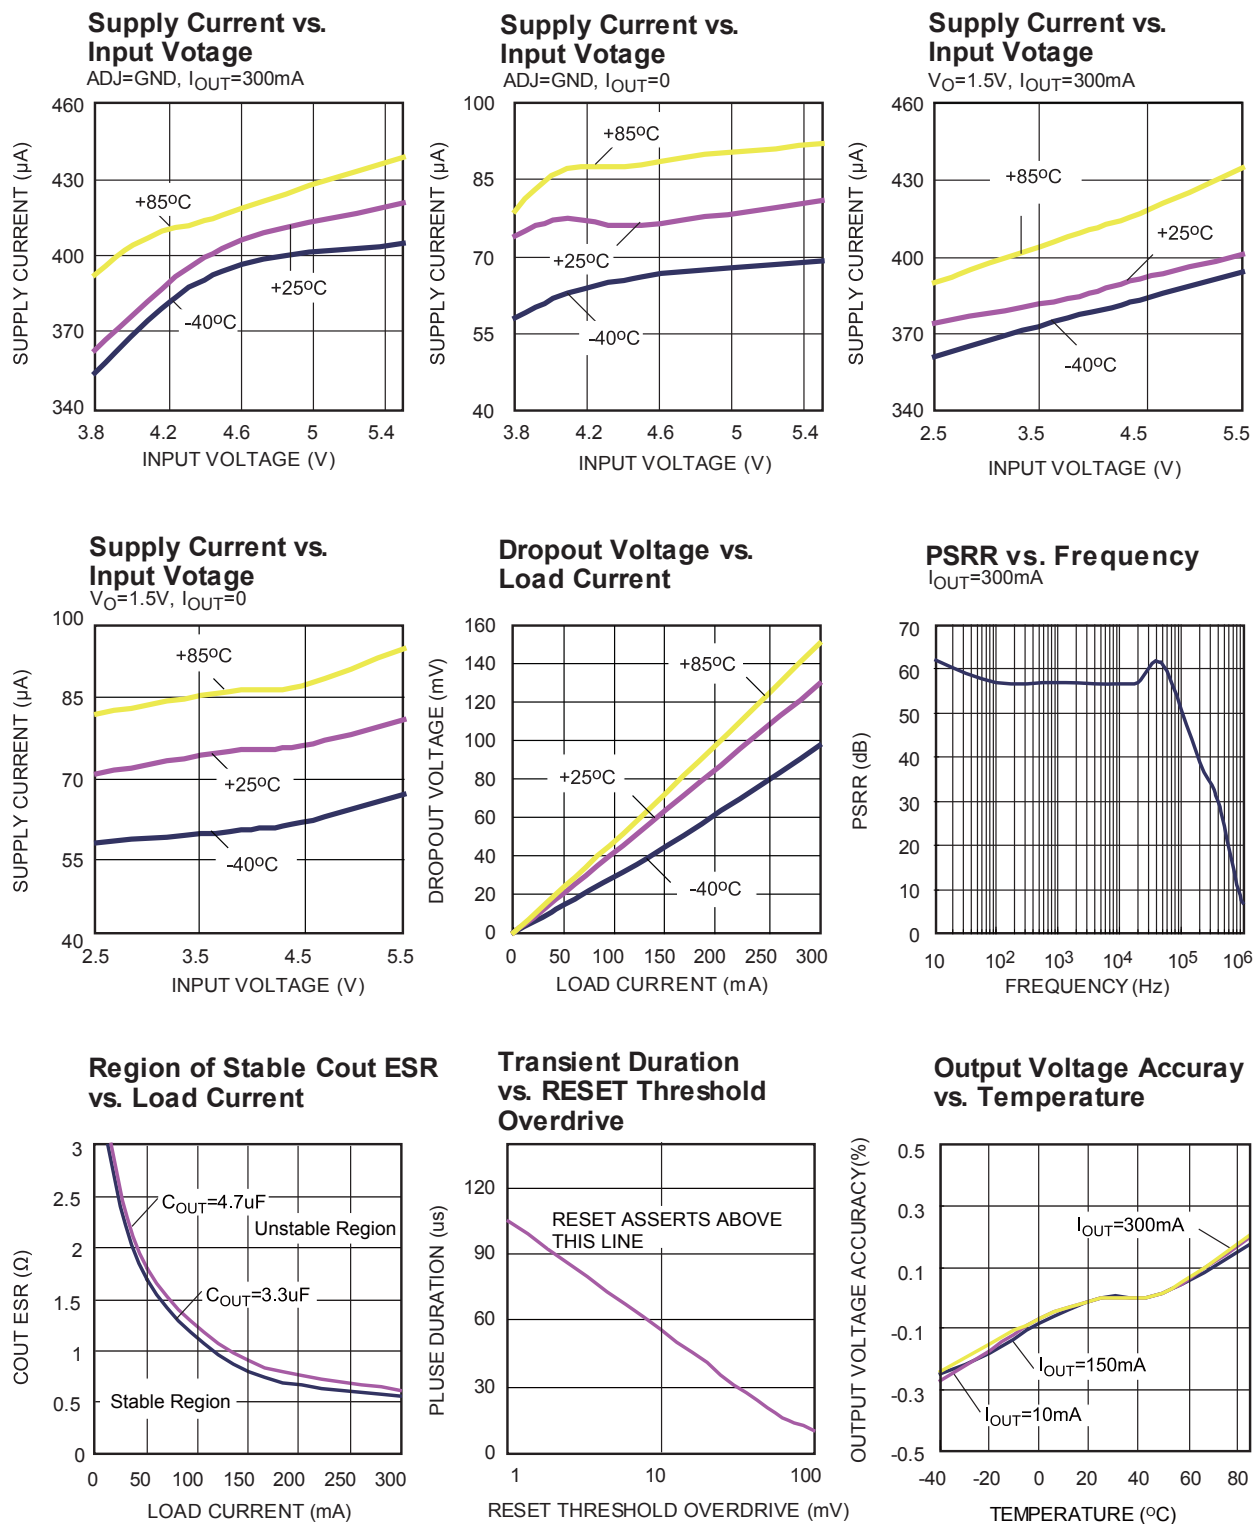 Supply Current vs.
Input Votage
ADJ=GND, IOUT=300mA
SUPPLY CURRENT (µA)
460
430
400
370
340
+85ºC
+25ºC
-40ºC
3.8 4.2 4.6 5 5.4
INPUT VOLTAGE (V)
Supply Current vs.
Input Votage
ADJ=GND, IOUT=0
SUPPLY CURRENT (µA)
100
85
70
55
40
+85ºC
+25ºC
-40ºC
3.8 4.2 4.6 5 5.4
INPUT VOLTAGE (V)
Supply Current vs.
Input Votage
VO=1.5V, IOUT=300mA
SUPPLY CURRENT (µA)
460
430
400
370
340
+85ºC
+25ºC
-40ºC
2.5 3.5 4.5 5.5
INPUT VOLTAGE (V)
Supply Current vs.
Input Votage
VO=1.5V, IOUT=0
SUPPLY CURRENT (µA)
100
85
70
55
40
+85ºC
+25ºC
-40ºC
2.5 3.5 4.5 5.5
INPUT VOLTAGE (V)
Dropout Voltage vs.
Load Current
DROPOUT VOLTAGE (mV)
160
140
120
100
80
60
40
20
0
+85ºC
+25ºC
-40ºC
0 50 100 150 200 250 300
LOAD CURRENT (mA)
PSRR vs. Frequency
IOUT=300mA
PSRR (dB)
70
60
50
40
30
20
10
0
10 10² 10³ 10⁴ 10⁵ 10⁶
FREQUENCY (Hz)
Region of Stable Cout ESR
vs. Load Current
COUT ESR (Ω)
3
2.5
2
1.5
1
0.5
0
COUT=4.7uF
Unstable Region
COUT=3.3uF
Stable Region
0 50 100 150 200 250 300
LOAD CURRENT (mA)
Transient Duration
vs. RESET Threshold
Overdrive
PLUSE DURATION (us)
120
90
60
30
0
RESET ASSERTS ABOVE
THIS LINE
1 10 100
RESET THRESHOLD OVERDRIVE (mV)
Output Voltage Accuray
vs. Temperature
OUTPUT VOLTAGE ACCURACY(%)
0.5
0.3
0.1
-0.1
-0.3
-0.5
IOUT=300mA
IOUT=150mA
IOUT=10mA
-40 -20 0 20 40 60 80
TEMPERATURE (ºC)